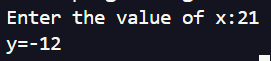 Enter the value of x:21
y=-12